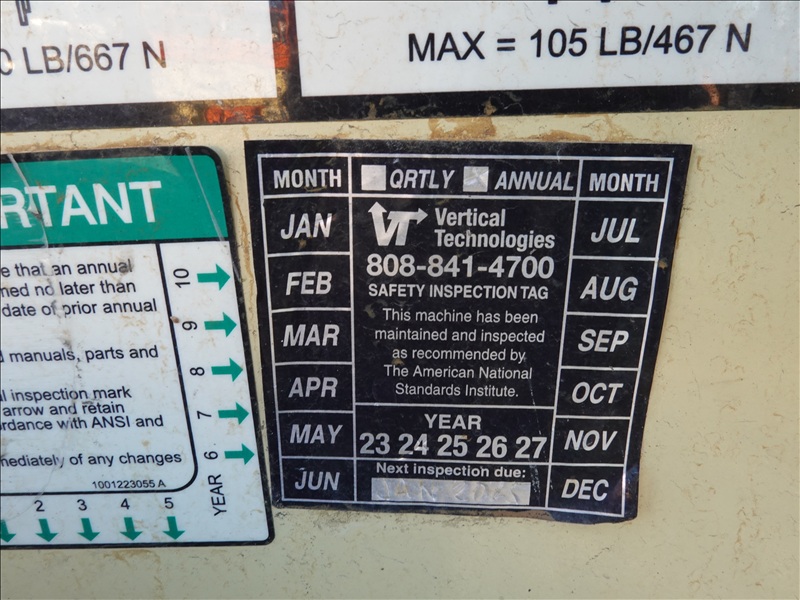 0 LB/667 N
MAX = 105 LB/467 N
RTANT
e that an annual
med no later than
date of prior annual
d manuals, parts and
l inspection mark
arrow and retain
rdance with ANSI and
mediately of any changes
1001223055 A
10
9
8
7
6
YEAR
2 3 4 5
MONTH QRTLY ANNUAL MONTH
JAN
FEB
MAR
APR
MAY
JUN
VT Vertical
Technologies
808-841-4700
SAFETY INSPECTION TAG
This machine has been
maintained and inspected
as recommended by
The American National
Standards Institute.
YEAR
23 24 25 26 27
Next inspection due:
JAN
JUL
AUG
SEP
OCT
NOV
DEC